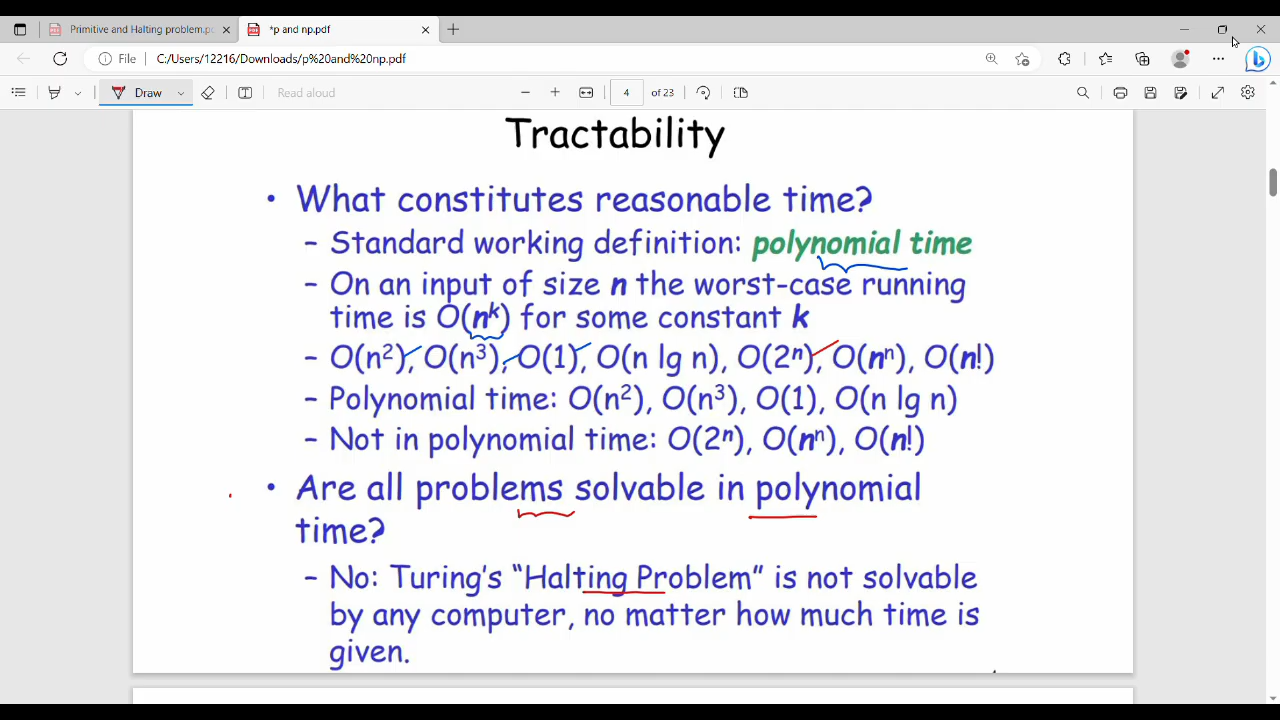 Primitive and Halting problem.pdf
*p and np.pdf
File
C:/Users/12216/Downloads/p%20and%20np.pdf
Draw
Read aloud
4 of 23
Tractability
• What constitutes reasonable time?
– Standard working definition: polynomial time
– On an input of size n the worst-case running
time is O(nᵏ) for some constant k
– O(n²), O(n³), O(1), O(n lg n), O(2ⁿ), O(nⁿ), O(n!)
– Polynomial time: O(n²), O(n³), O(1), O(n lg n)
– Not in polynomial time: O(2ⁿ), O(nⁿ), O(n!)
• Are all problems solvable in polynomial
time?
– No: Turing's “Halting Problem” is not solvable
by any computer, no matter how much time is
given.